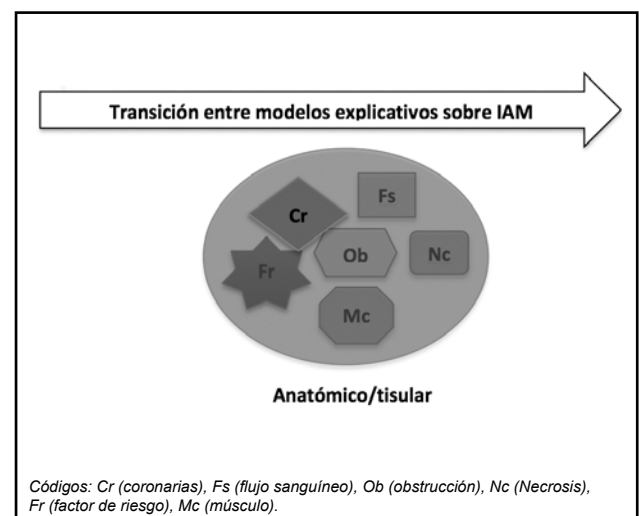 Transición entre modelos explicativos sobre IAM
Fs
Cr
Ob
Nc
Fr
Mc
Anatómico/tisular
Códigos: Cr (coronarias), Fs (flujo sanguíneo), Ob (obstrucción), Nc (Necrosis),
Fr (factor de riesgo), Mc (músculo).